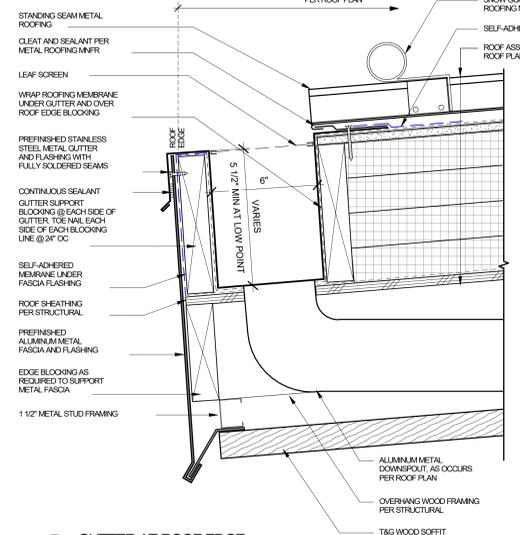 PER ROOF PLAN
STANDING SEAM METAL
ROOFING
CLEAT AND SEALANT PER
METAL ROOFING MNFR
LEAF SCREEN
WRAP ROOFING MEMBRANE
UNDER GUTTER AND OVER
ROOF EDGE BLOCKING
PREFINISHED STAINLESS
STEEL METAL GUTTER
AND FLASHING WITH
FULLY SOLDERED SEAMS
CONTINUOUS SEALANT
GUTTER SUPPORT
BLOCKING @ EACH SIDE OF
GUTTER. TOE NAIL EACH
SIDE OF EACH BLOCKING
LINE @ 24" OC
SELF-ADHERED
MEMRANE UNDER
FASCIA FLASHING
ROOF SHEATHING
PER STRUCTURAL
PREFINISHED
ALUMINUM METAL
FASCIA AND FLASHING
EDGE BLOCKING AS
REQUIRED TO SUPPORT
METAL FASCIA
1 1/2" METAL STUD FRAMING
ROOF
EDGE
6"
VARIES
5 1/2" MIN AT LOW POINT
ROOFING
SELF-ADHE
ROOF ASS
ROOF PLA
ALUMINUM METAL
DOWNSPOUT, AS OCCURS
PER ROOF PLAN
OVERHANG WOOD FRAMING
PER STRUCTURAL
T&G WOOD SOFFIT